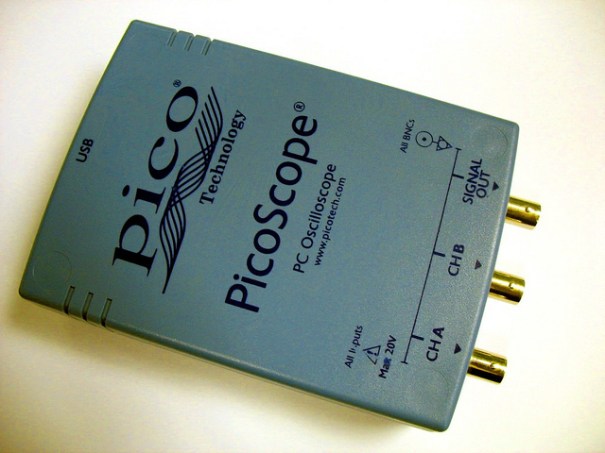 USB
pico®
Technology
PicoScope®
PC Oscilloscope
www.picotech.com
All Inputs
Max 20V
All BNCs
CH A
CH B
SIGNAL
OUT